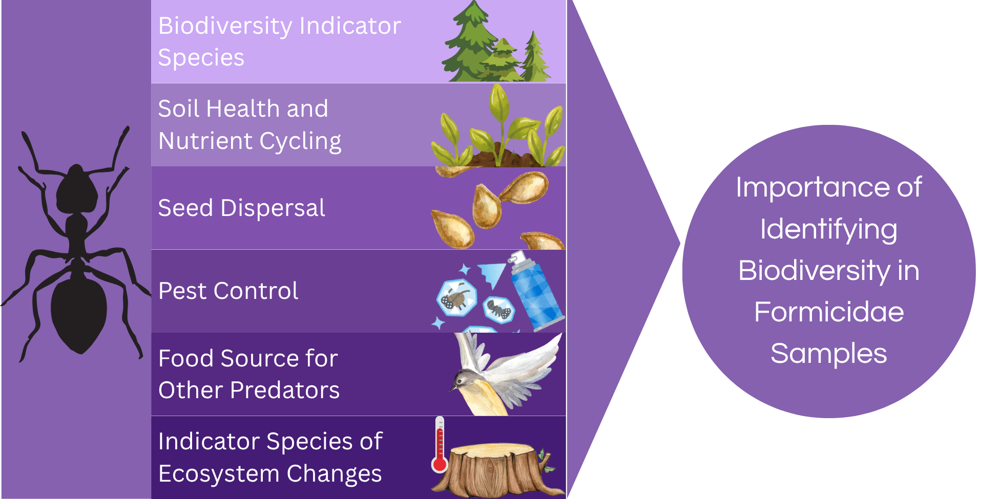 Biodiversity Indicator
Species
Soil Health and
Nutrient Cycling
Seed Dispersal
Pest Control
Food Source for
Other Predators
Indicator Species of
Ecosystem Changes
Importance of
Identifying
Biodiversity in
Formicidae
Samples